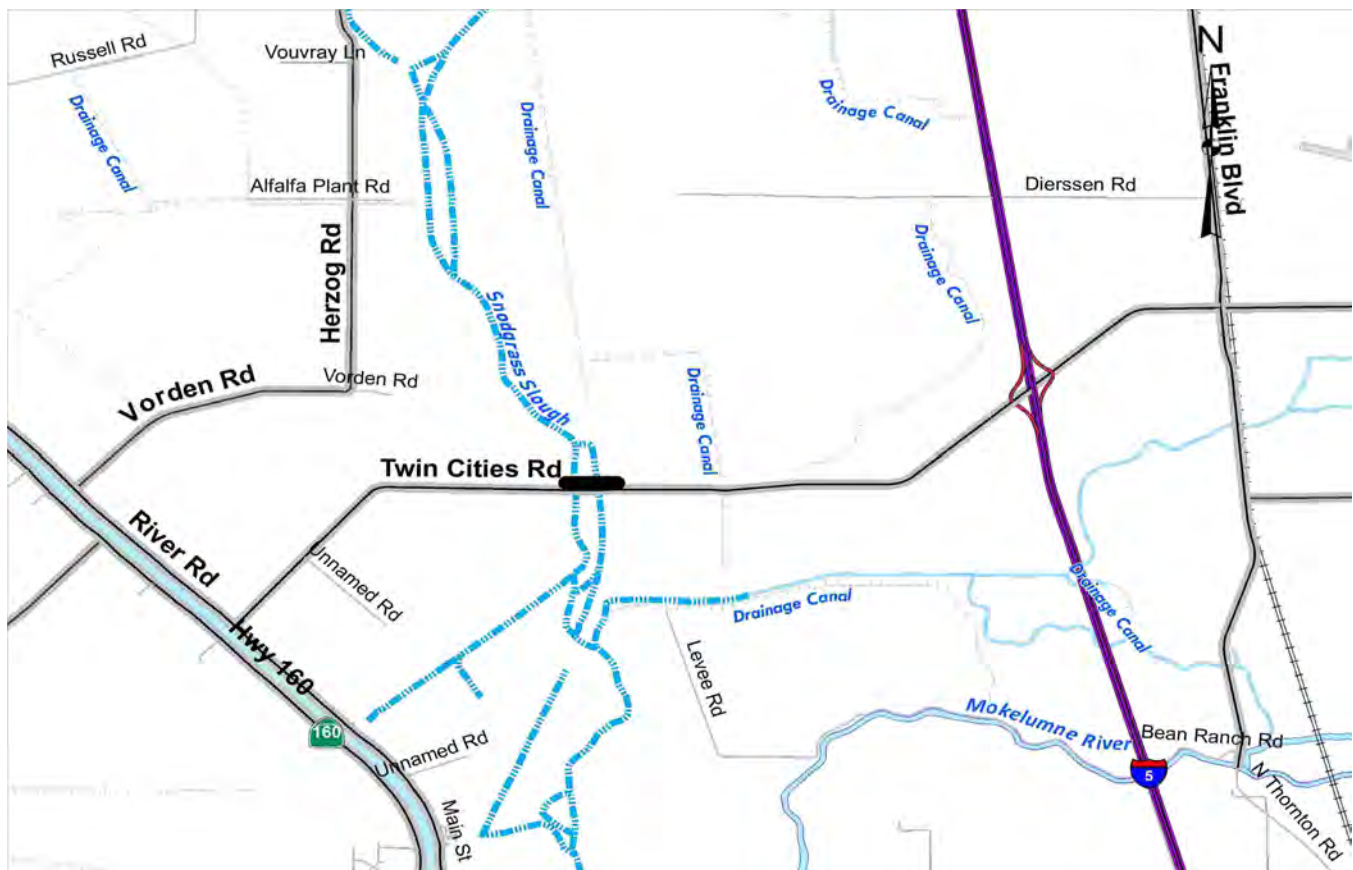 Russell Rd
Vouvray Ln
Drainage Canal
Drainage Canal
Drainage Canal
N
Franklin Blvd
Alfalfa Plant Rd
Dierssen Rd
Herzog Rd
Drainage Canal
Snodgrass Slough
Vorden Rd
Vorden Rd
Drainage Canal
Twin Cities Rd
River Rd
Unnamed Rd
Drainage Canal
Drainage Canal
Hwy 160
160
Levee Rd
Unnamed Rd
Mokelumne River
Bean Ranch Rd
5
N Thornton Rd
Main St